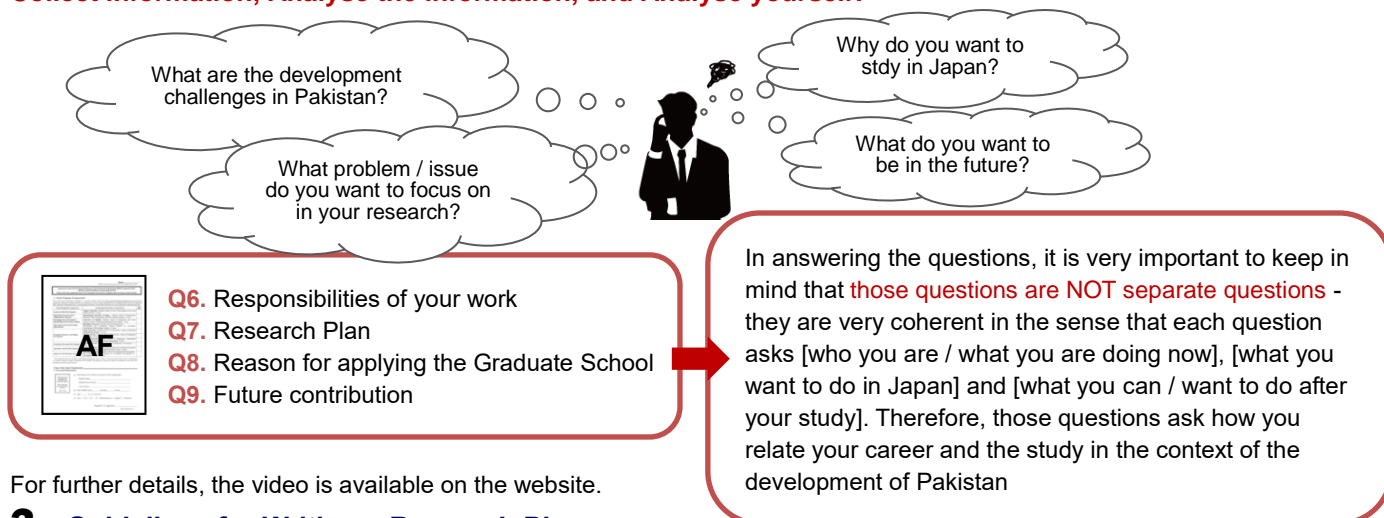 What are the development
challenges in Pakistan?
Why do you want to
stdy in Japan?
What problem / issue
do you want to focus on
in your research?
What do you want to
be in the future?
AF
Q6. Responsibilities of your work
Q7. Research Plan
Q8. Reason for applying the Graduate School
Q9. Future contribution
In answering the questions, it is very important to keep in
mind that those questions are NOT separate questions -
they are very coherent in the sense that each question
asks [who you are / what you are doing now], [what you
want to do in Japan] and [what you can / want to do after
your study]. Therefore, those questions ask how you
relate your career and the study in the context of the
development of Pakistan
For further details, the video is available on the website.